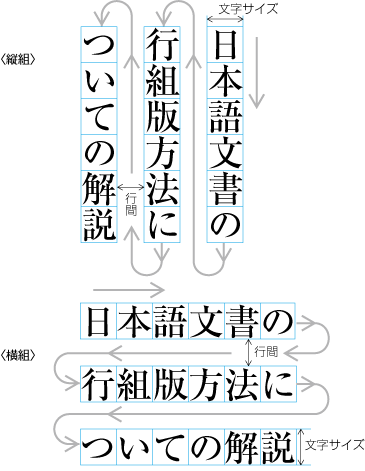 〈縦組〉
文字サイズ
日本語文書の
行組版方法に
ついての解説
行間
〈横組〉
日本語文書の
行間
行組版方法に
ついての解説
文字サイズ